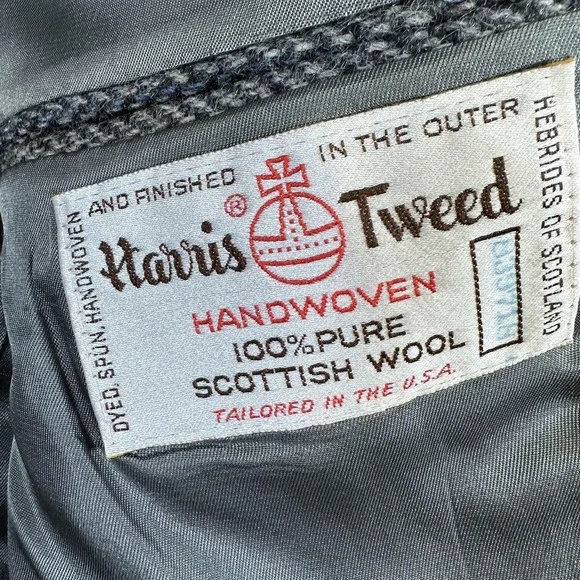 DYED, SPUN, HANDWOVEN AND FINISHED IN THE OUTER HEBRIDES OF SCOTLAND
Harris ® Tweed
HANDWOVEN
100% PURE
SCOTTISH WOOL
TAILORED IN THE U.S.A.